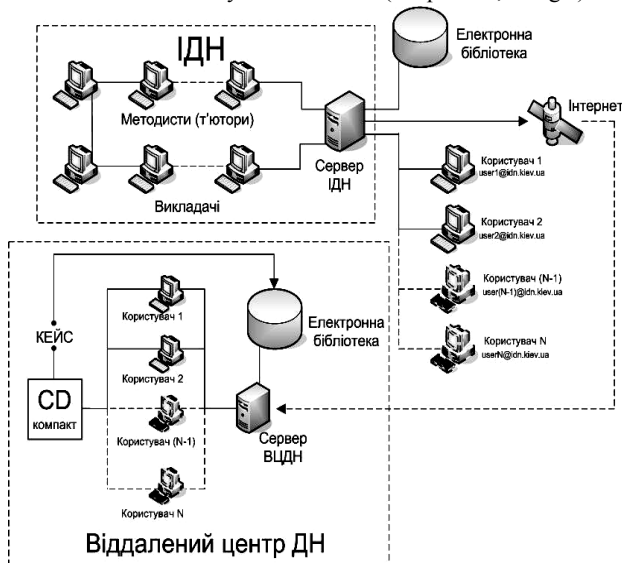 ІДН
Електронна
бібліотека
Методисти (т'ютори)
Інтернет
Сервер
ІДН
Викладачі
Користувач 1
user1@idn.kiev.ua
Користувач 2
user2@idn.kiev.ua
Користувач (N-1)
user(N-1)@idn.kiev.ua
Користувач N
userN@idn.kiev.ua
КЕЙС
CD
компакт
Користувач 1
Користувач 2
Користувач (N-1)
Користувач N
Електронна
бібліотека
Сервер
ВЦДН
Віддалений центр ДН